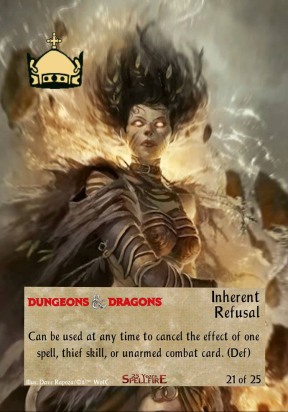 DUNGEONS & DRAGONS
Inherent
Refusal
Can be used at any time to cancel the effect of one
spell, thief skill, or unarmed combat card. (Def)
25 Years
SPELLFIRE
21 of 25